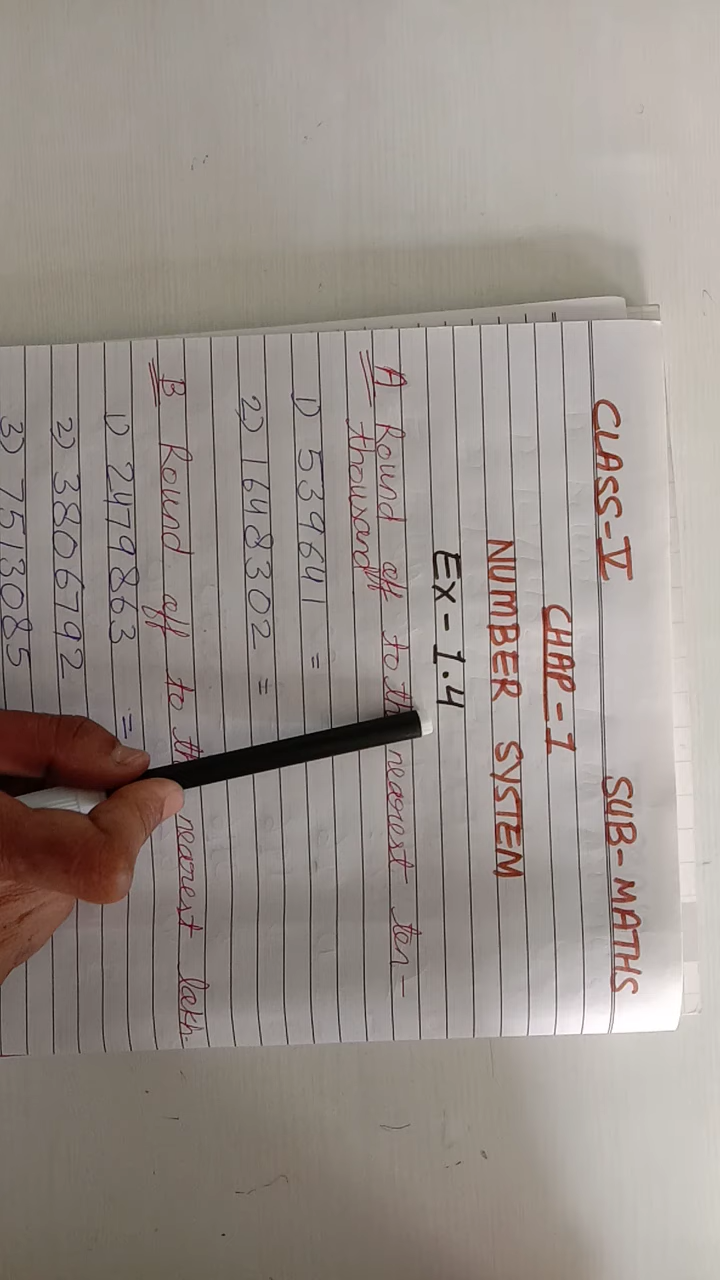 CLASS-V SUB-MATHS
CHAP-1
NUMBER SYSTEM
Ex-1.4
A Round off to the nearest ten-
thousand
1) 539641 =
2) 1648302 =
B Round off to the nearest lakh.
1) 2479863 =
2) 3806792
3) 7513085